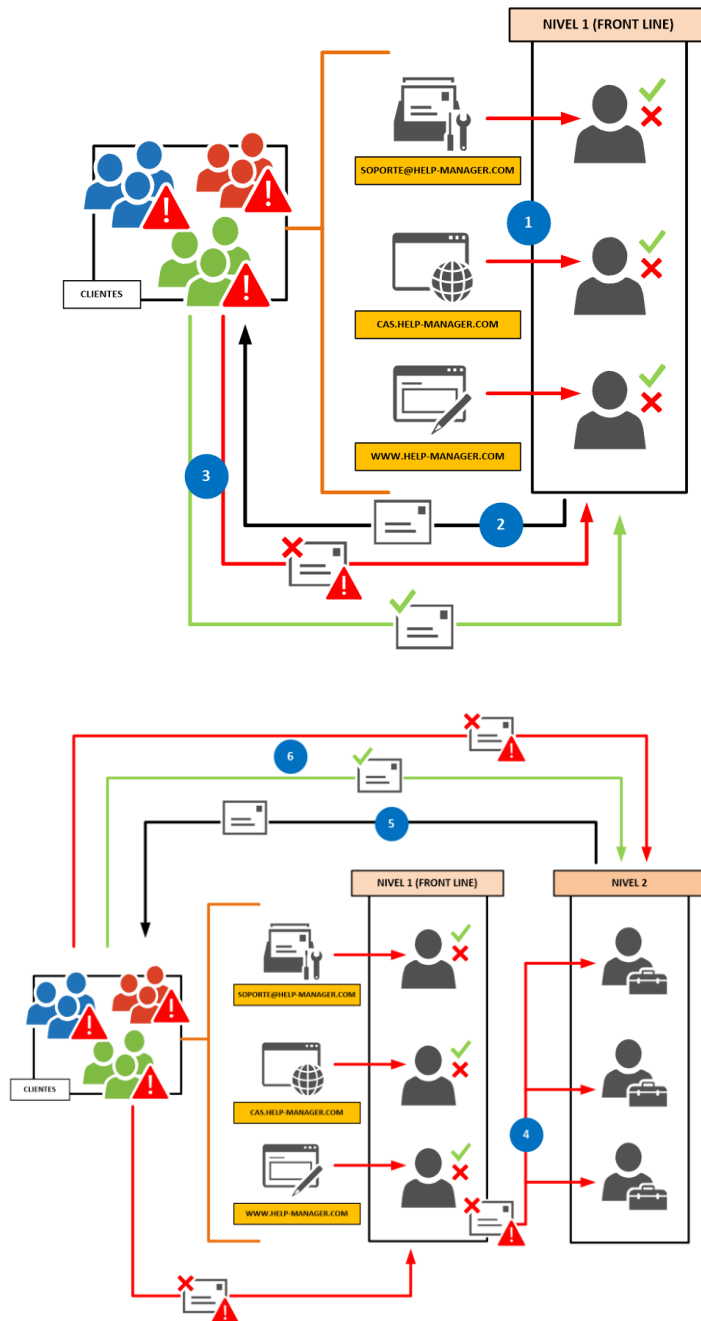 NIVEL 1 (FRONT LINE)
SOPORTE@HELP-MANAGER.COM
1
CLIENTES
CAS.HELP-MANAGER.COM
WWW.HELP-MANAGER.COM
3
2
6
5
NIVEL 1 (FRONT LINE)
NIVEL 2
SOPORTE@HELP-MANAGER.COM
CLIENTES
CAS.HELP-MANAGER.COM
4
WWW.HELP-MANAGER.COM